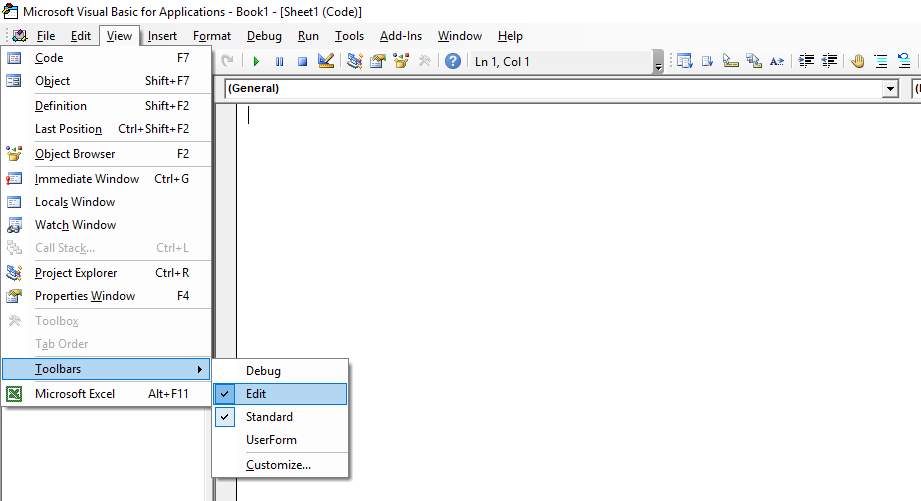 Microsoft Visual Basic for Applications - Book1 - [Sheet1 (Code)]
File Edit View Insert Format Debug Run Tools Add-Ins Window Help
Ln 1, Col 1
(General)
Code F7
Object Shift+F7
Definition Shift+F2
Last Position Ctrl+Shift+F2
Object Browser F2
Immediate Window Ctrl+G
Locals Window
Watch Window
Call Stack... Ctrl+L
Project Explorer Ctrl+R
Properties Window F4
Toolbox
Tab Order
Toolbars
Microsoft Excel Alt+F11
Debug
Edit
Standard
UserForm
Customize...